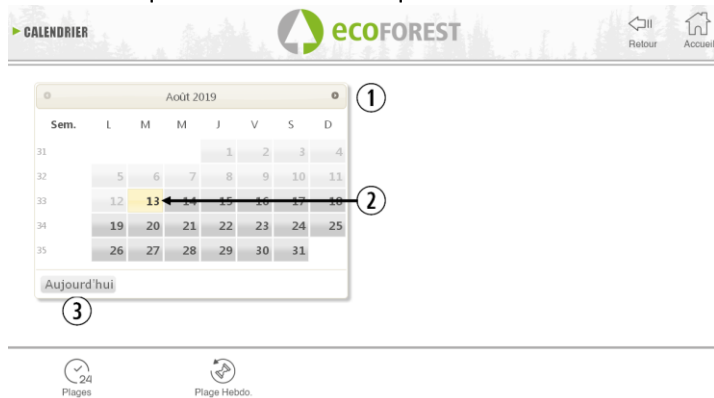 CALENDRIER
ecoFOREST
Retour
Accueil
Août 2019
1
Sem. L M M J V S D
31 1 2 3 4
32 5 6 7 8 9 10 11
33 12 13 14 15 16 17 18
2
34 19 20 21 22 23 24 25
35 26 27 28 29 30 31
Aujourd'hui
3
24
Plages
Plage Hebdo.